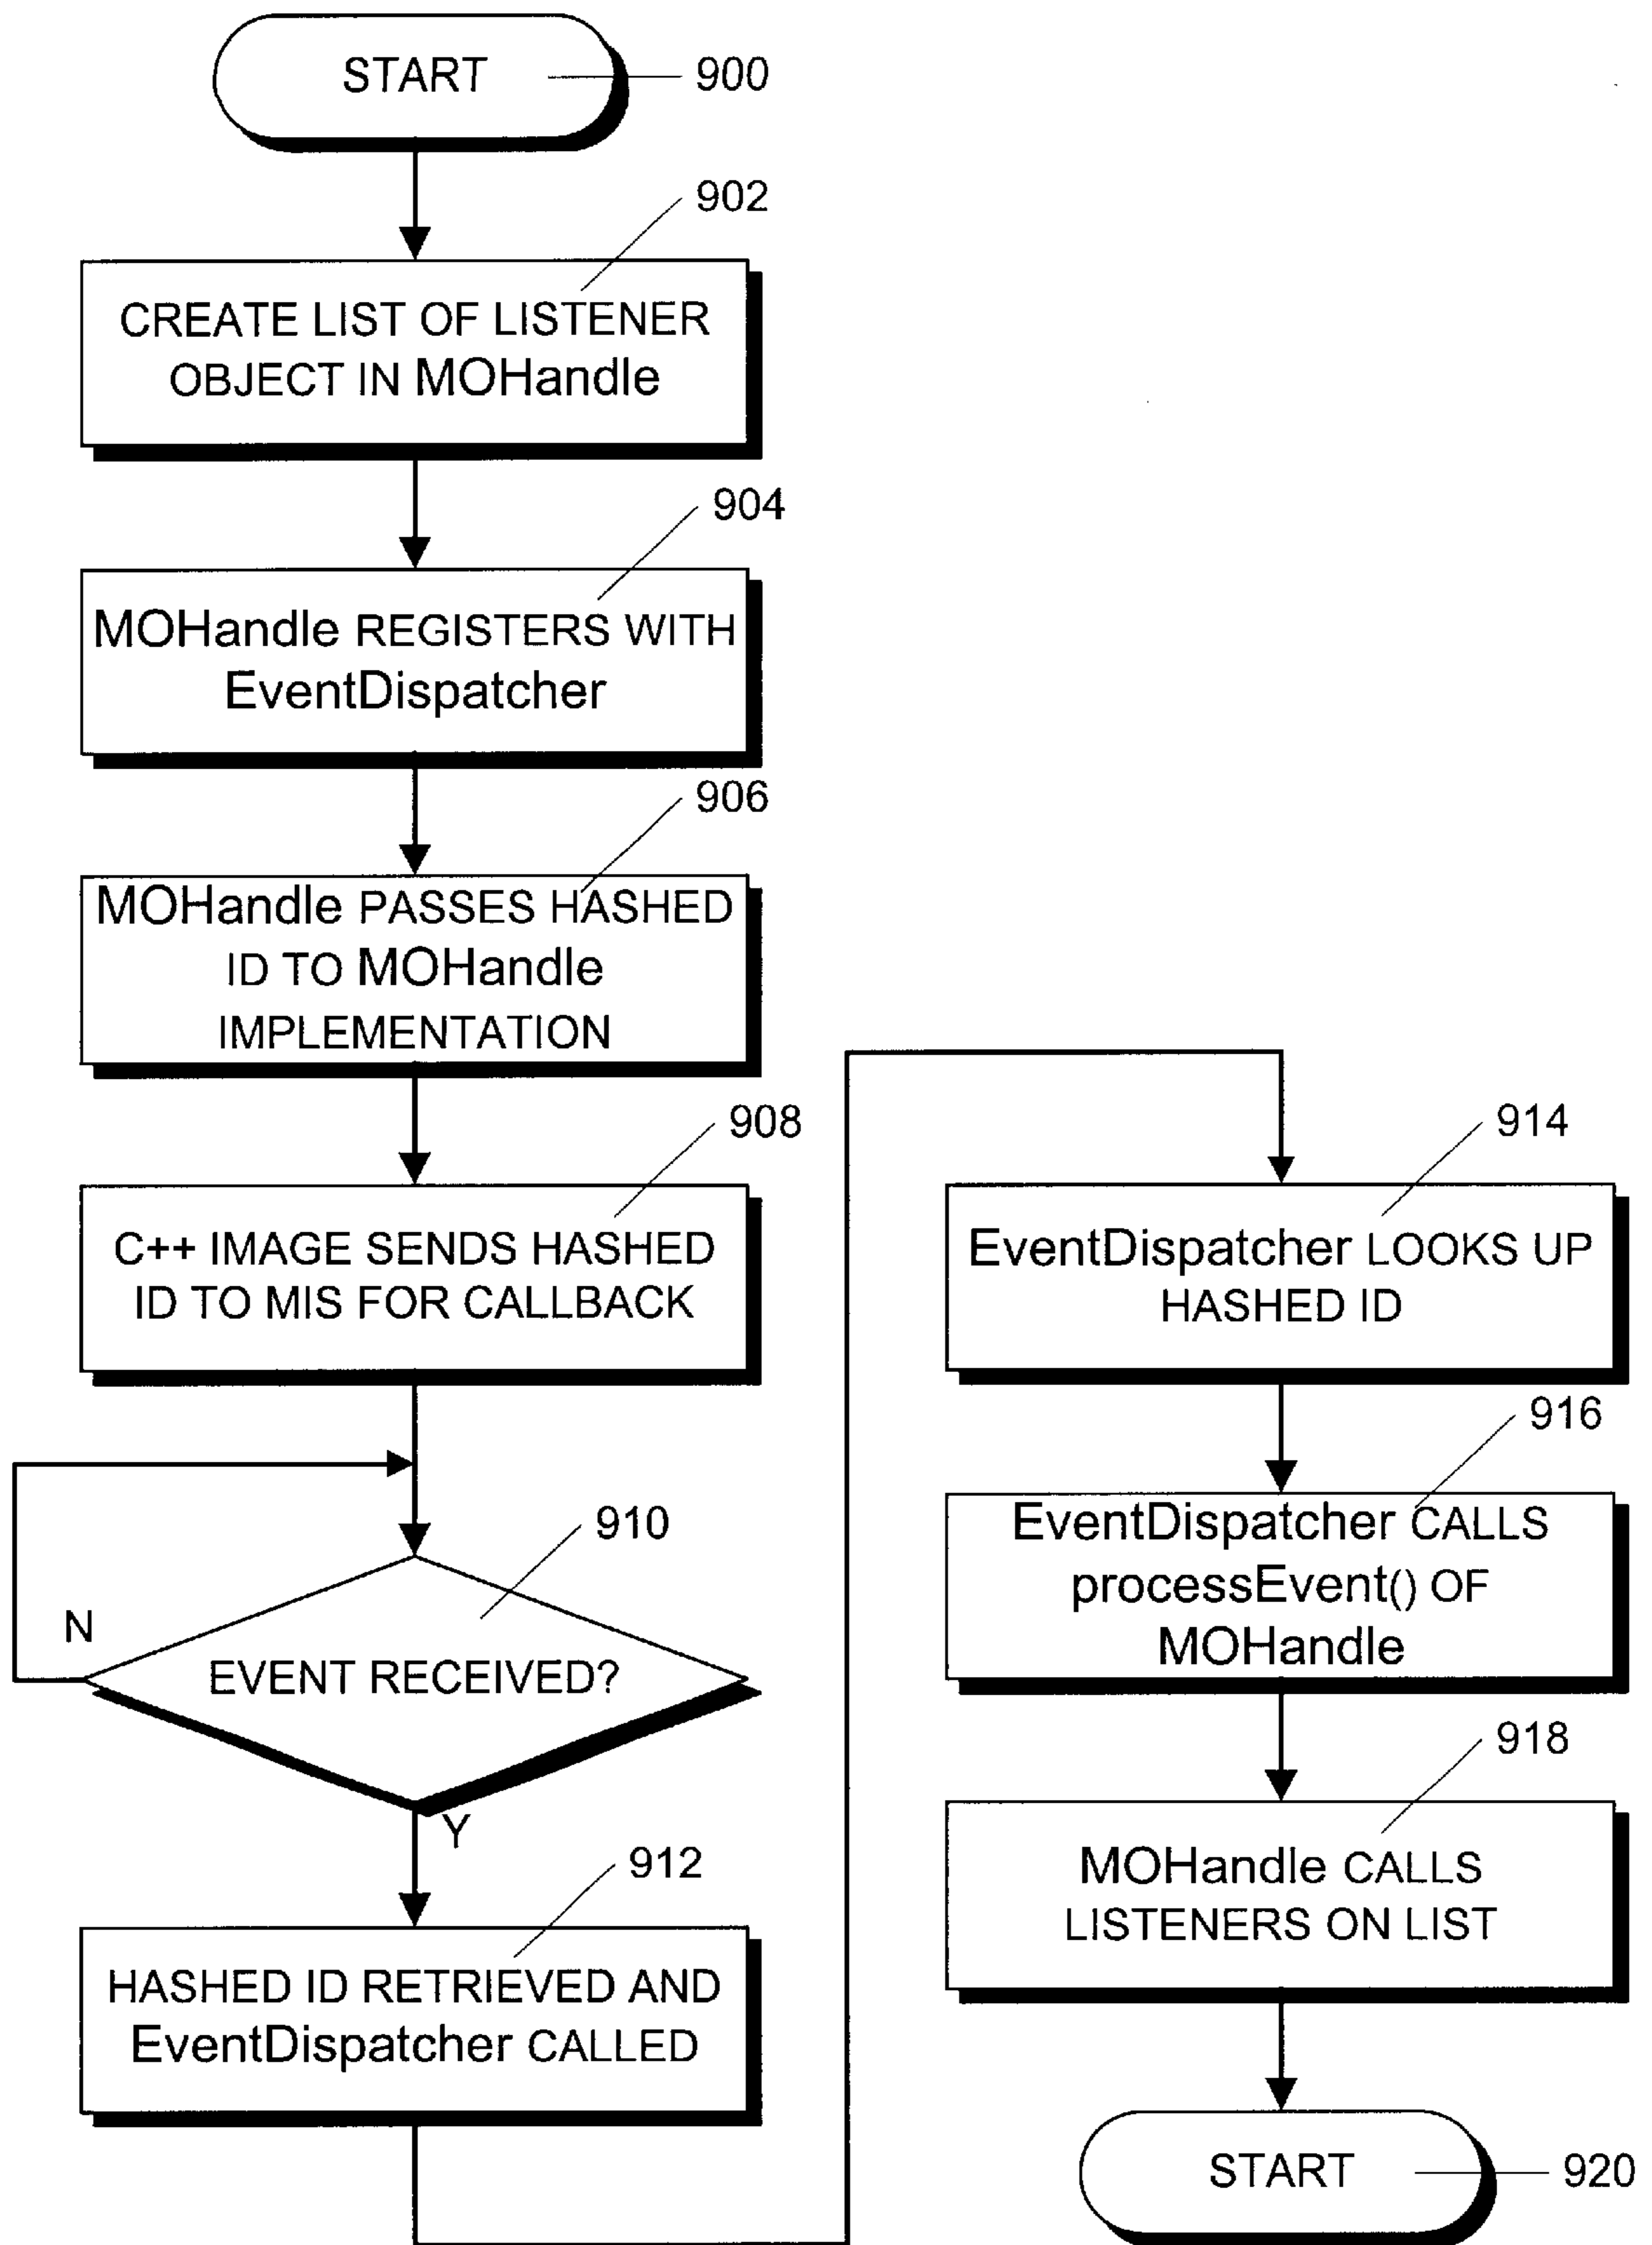 START
900
902
CREATE LIST OF LISTENER
OBJECT IN MOHandle
904
MOHandle REGISTERS WITH
EventDispatcher
906
MOHandle PASSES HASHED
ID TO MOHandle
IMPLEMENTATION
908
C++ IMAGE SENDS HASHED
ID TO MIS FOR CALLBACK
910
N
EVENT RECEIVED?
Y
912
HASHED ID RETRIEVED AND
EventDispatcher CALLED
914
EventDispatcher LOOKS UP
HASHED ID
916
EventDispatcher CALLS
processEvent() OF
MOHandle
918
MOHandle CALLS
LISTENERS ON LIST
START
920